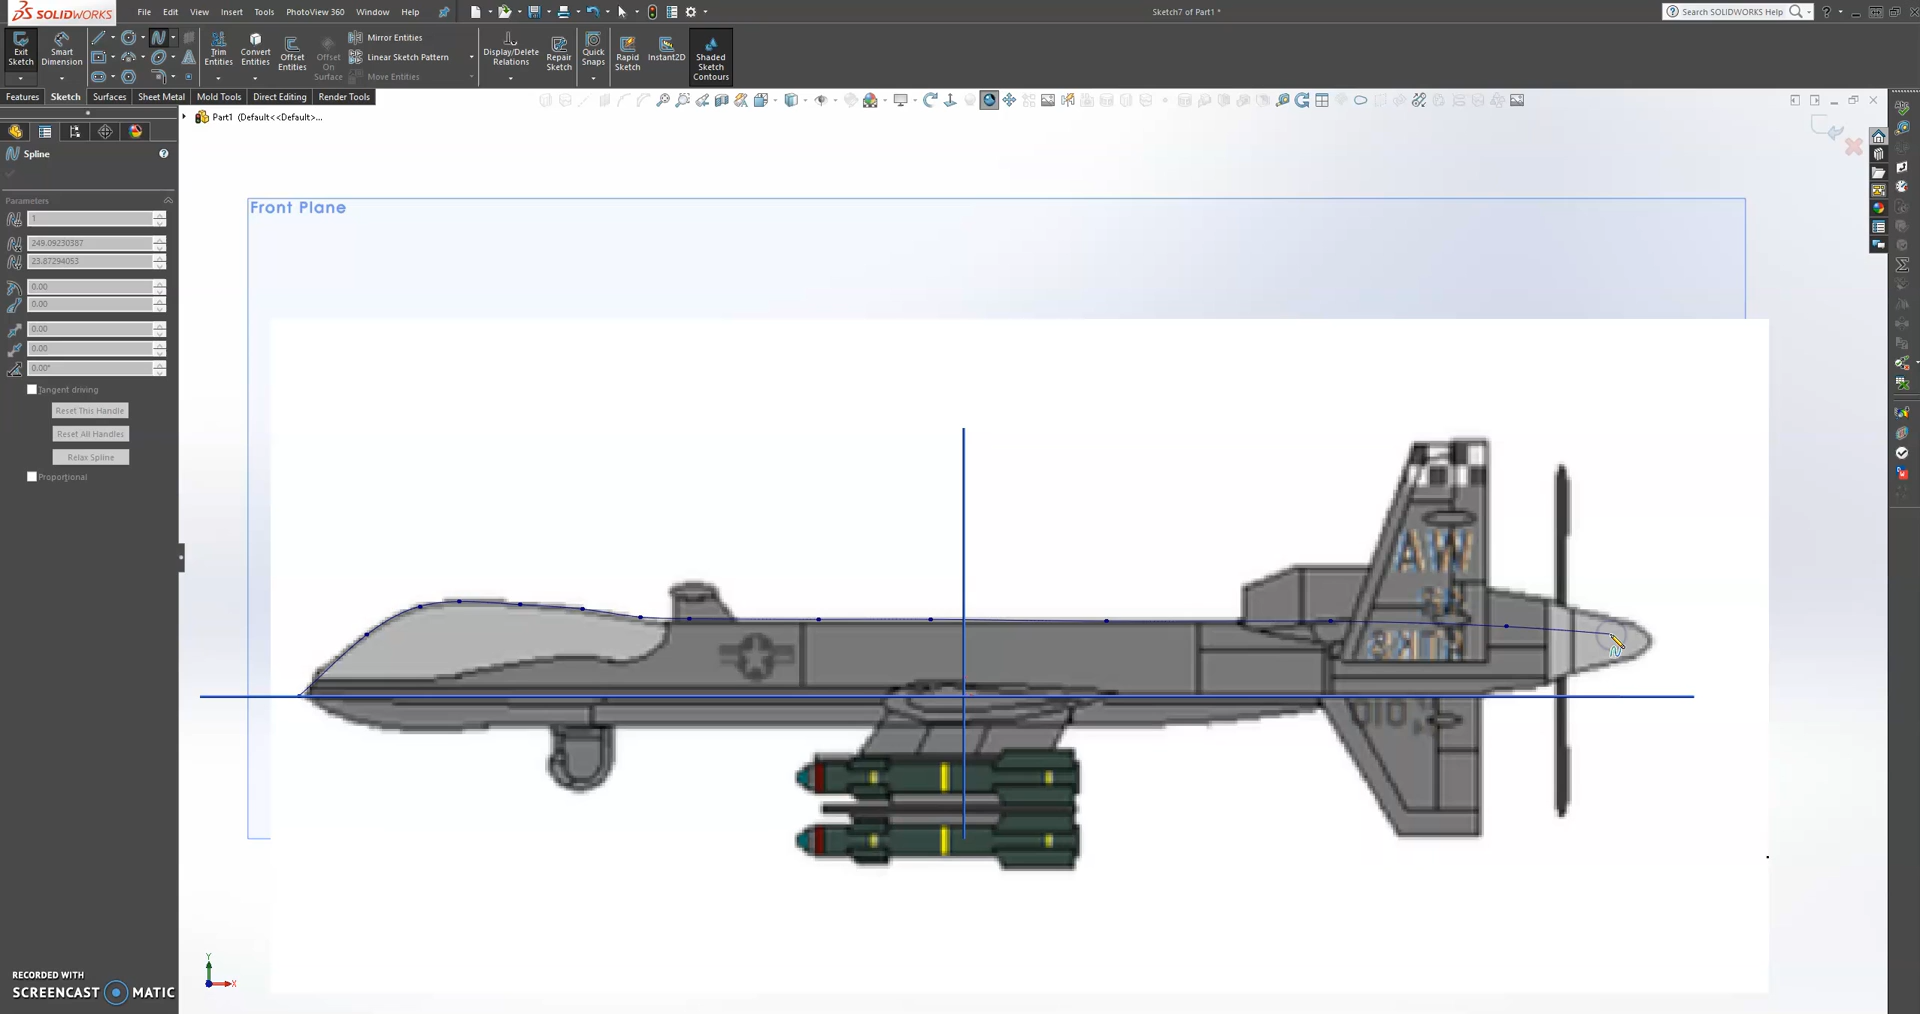 SOLIDWORKS
File
Edit
View
Insert
Tools
PhotoView 360
Window
Help
Sketch7 of Part1 *
Search SOLIDWORKS Help
Exit Sketch
Smart Dimension
Trim Entities
Convert Entities
Offset Entities
Offset On Surface
Mirror Entities
Linear Sketch Pattern
Move Entities
Display/Delete Relations
Repair Sketch
Quick Snaps
Rapid Sketch
Instant2D
Shaded Sketch Contours
Features
Sketch
Surfaces
Sheet Metal
Mold Tools
Direct Editing
Render Tools
Part1 (Default<<Default>...
Spline
Parameters
1
249.09230387
23.87294053
0.00
0.00
0.00
0.00
0.00°
Tangent driving
Reset This Handle
Reset All Handles
Relax Spline
Proportional
Front Plane
AW
010
Y
X
RECORDED WITH
SCREENCAST MATIC